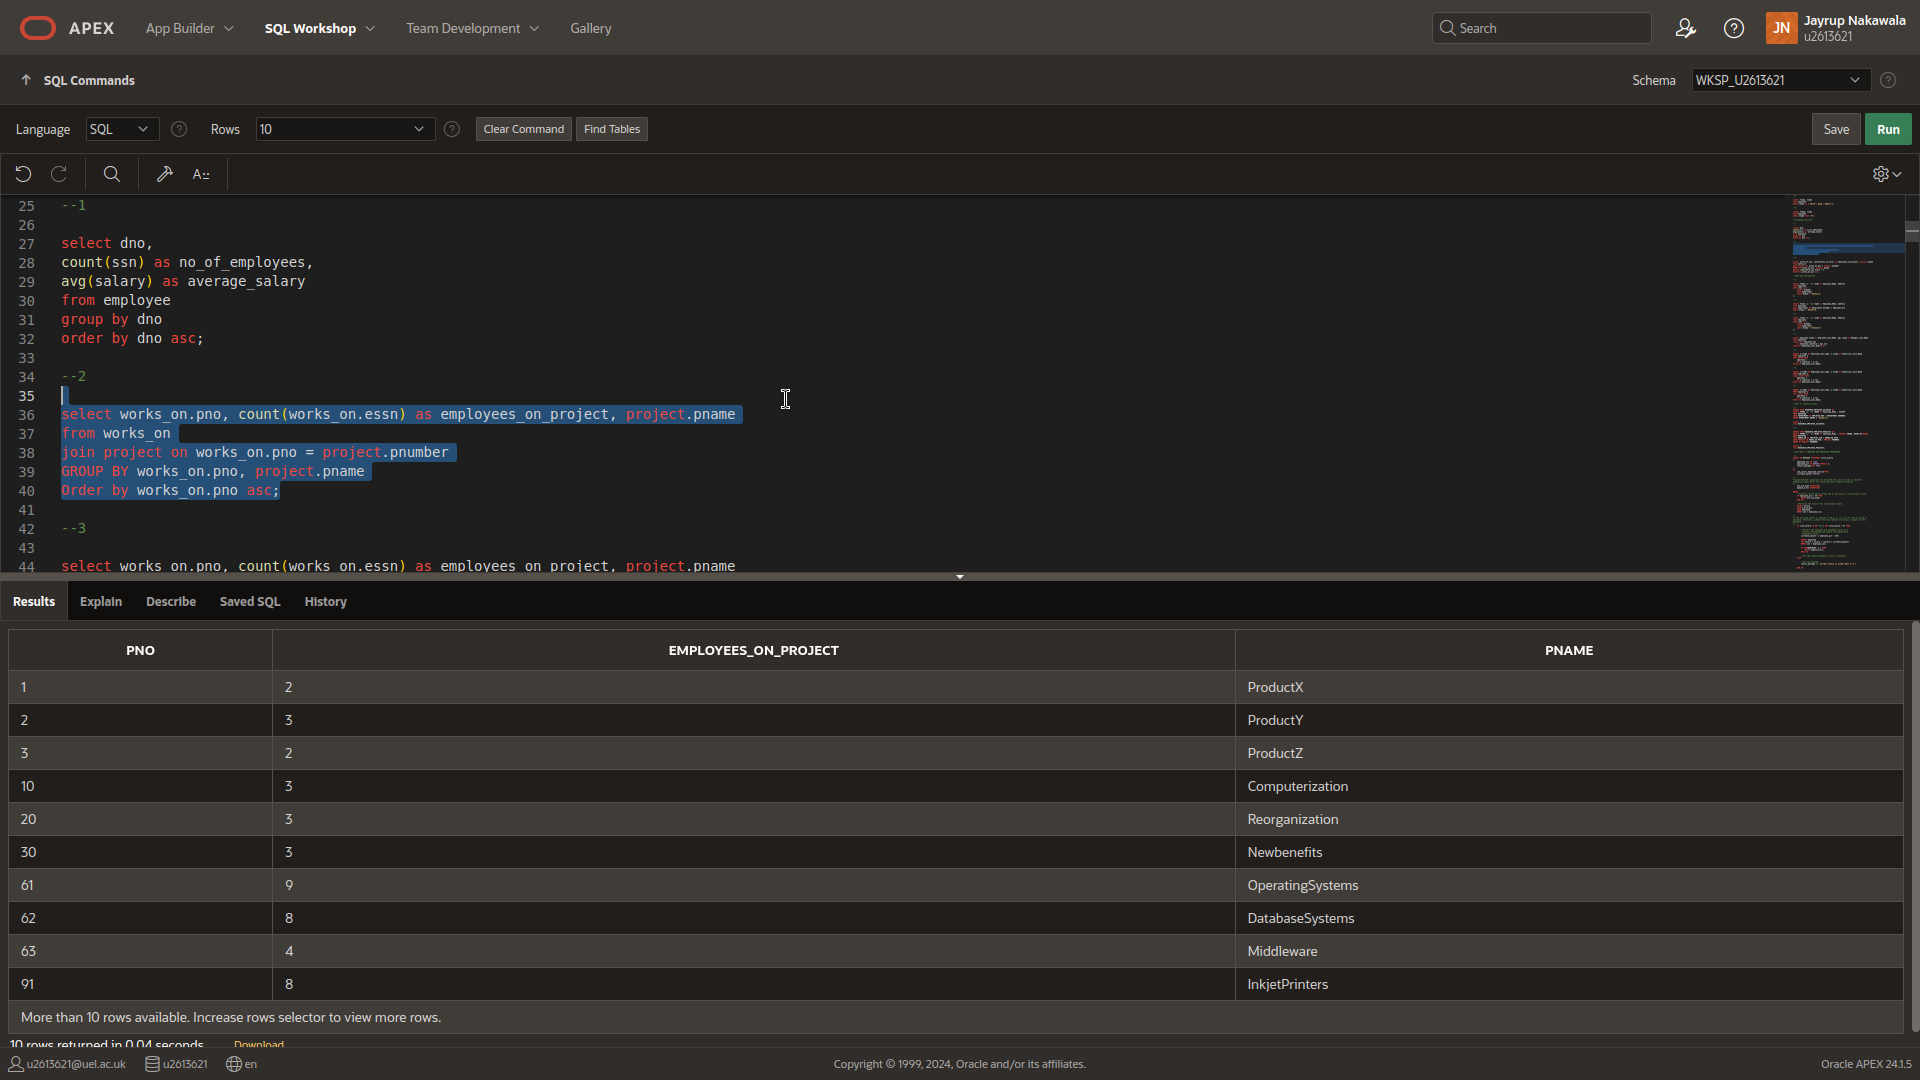 APEX App Builder SQL Workshop Team Development Gallery Search JN Jayrup Nakawala
u2613621
SQL Commands Schema WKSP_U2613621
Language SQL Rows 10 Clear Command Find Tables Save Run
25 --1
26
27 select dno,
28 count(ssn) as no_of_employees,
29 avg(salary) as average_salary
30 from employee
31 group by dno
32 order by dno asc;
33
34 --2
35
36 select works_on.pno, count(works_on.essn) as employees_on_project, project.pname
37 from works_on
38 join project on works_on.pno = project.pnumber
39 GROUP BY works_on.pno, project.pname
40 Order by works_on.pno asc;
41
42 --3
43
44 select works_on.pno, count(works_on.essn) as employees_on_project, project.pname
Results Explain Describe Saved SQL History
PNO EMPLOYEES_ON_PROJECT PNAME
1 2 ProductX
2 3 ProductY
3 2 ProductZ
10 3 Computerization
20 3 Reorganization
30 3 Newbenefits
61 9 OperatingSystems
62 8 DatabaseSystems
63 4 Middleware
91 8 InkjetPrinters
More than 10 rows available. Increase rows selector to view more rows.
10 rows returned in 0.04 seconds Download
u2613621@uel.ac.uk u2613621 en Copyright © 1999, 2024, Oracle and/or its affiliates. Oracle APEX 24.1.5